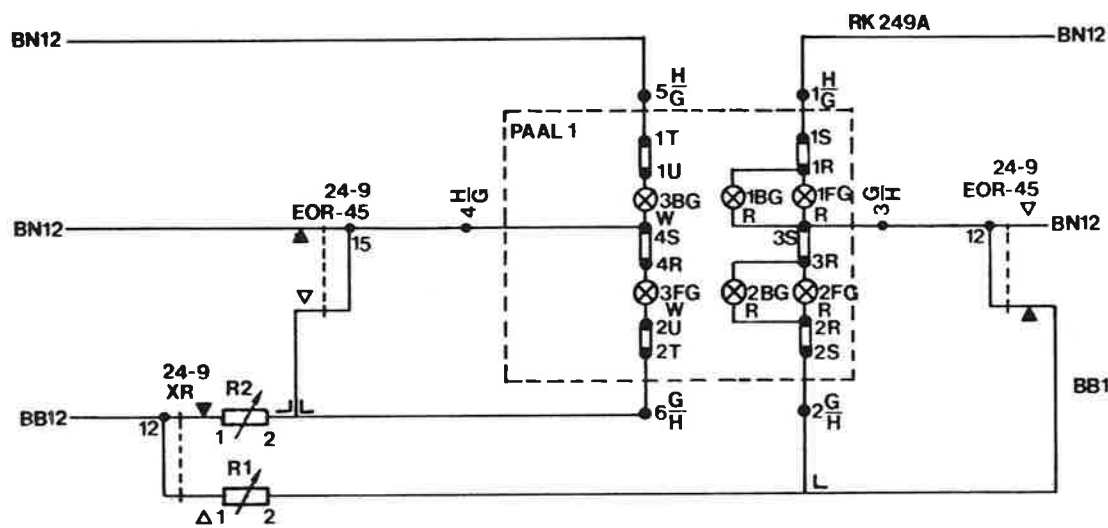 RK 249A
BN12
BN12
5 H/G
1 H/G
PAAL 1
1T
1S
1U
1R
24-9
EOR-45
4 H/G
3BG
W
1BG
R
1FG
R
3 G/H
24-9
EOR-45
BN12
15
4S
3S
12
BN12
4R
3R
3FG
W
2BG
R
2FG
R
2U
2R
2T
2S
24-9
XR
R2
BB1
BB12
12
1
2
6 G/H
2 G/H
R1
1
2